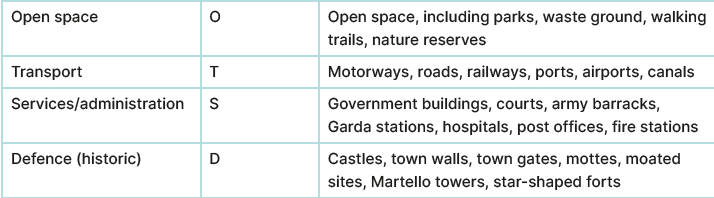 Open space O Open space, including parks, waste ground, walking
trails, nature reserves
Transport T Motorways, roads, railways, ports, airports, canals
Services/administration S Government buildings, courts, army barracks,
Garda stations, hospitals, post offices, fire stations
Defence (historic) D Castles, town walls, town gates, mottes, moated
sites, Martello towers, star-shaped forts